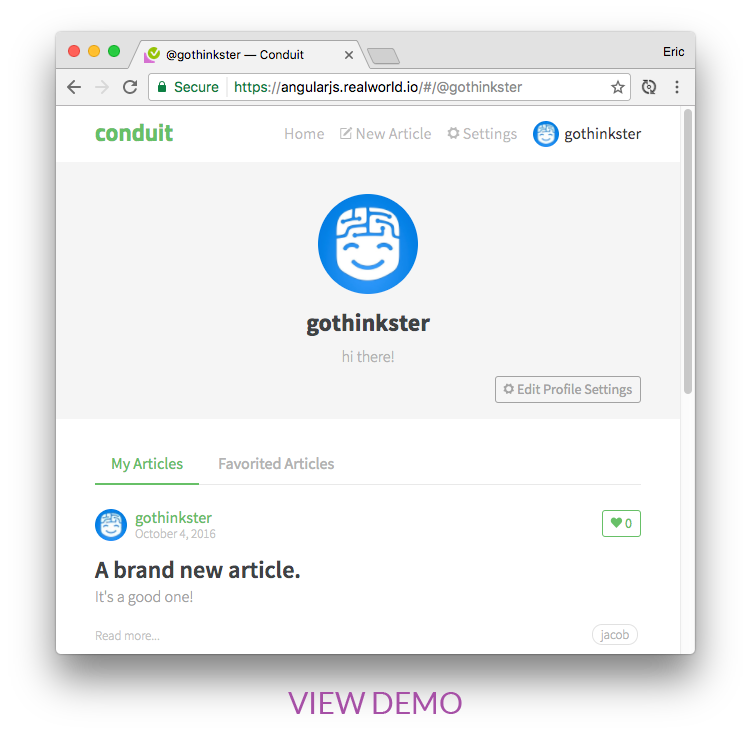 @gothinkster — Conduit
Eric
Secure https://angularjs.realworld.io/#/@gothinkster
conduit
Home New Article Settings gothinkster
gothinkster
hi there!
Edit Profile Settings
My Articles Favorited Articles
gothinkster
October 4, 2016
0
A brand new article.
It's a good one!
Read more...
jacob
VIEW DEMO